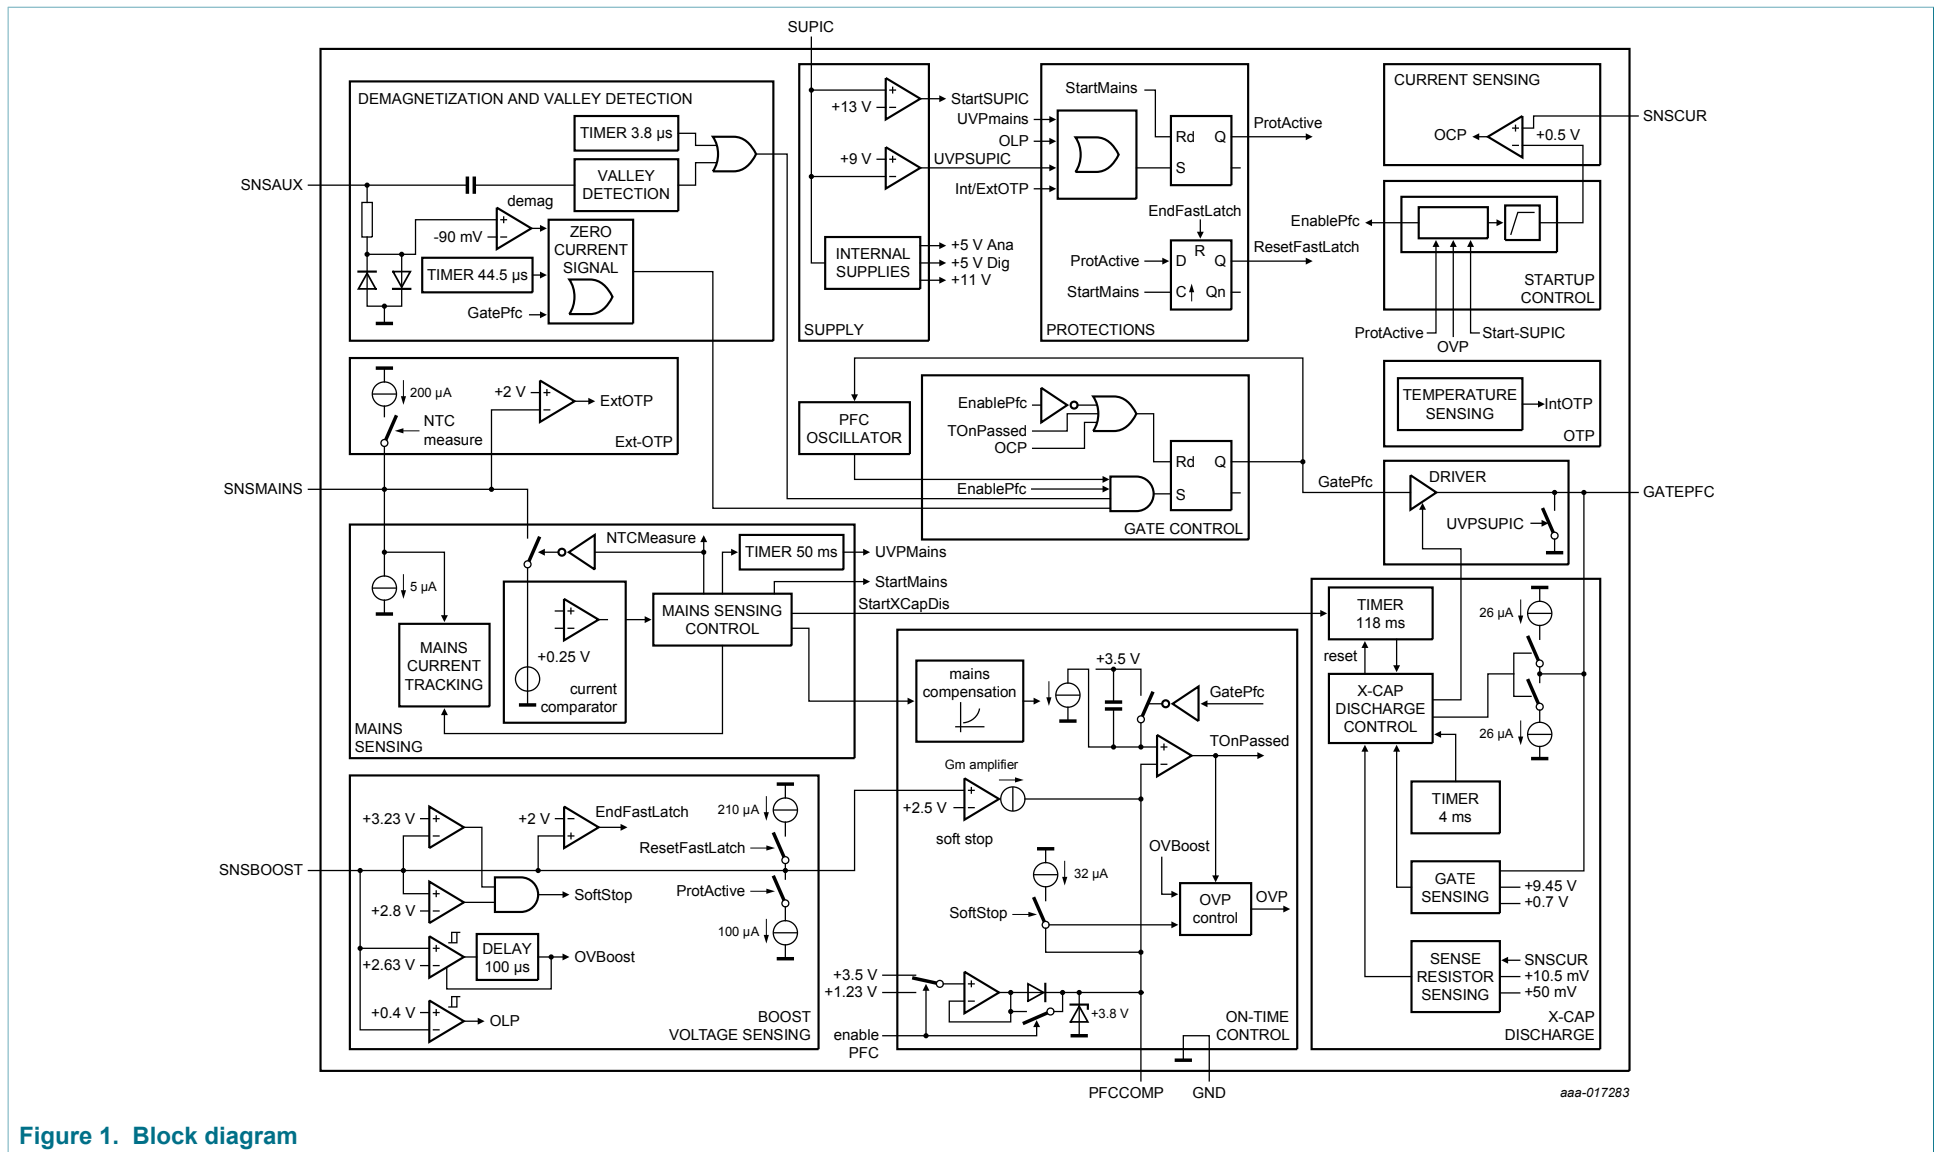 SUPIC
DEMAGNETIZATION AND VALLEY DETECTION
TIMER 3.8 µs
VALLEY
DETECTION
SNSAUX
demag
-90 mV
+
−
ZERO
CURRENT
SIGNAL
TIMER 44.5 µs
GatePfc
+
−
+13 V
StartSUPIC
+9 V
+
−
UVPSUPIC
INTERNAL
SUPPLIES
+5 V Ana
+5 V Dig
+11 V
SUPPLY
StartMains
UVPmains
OLP
Int/ExtOTP
Rd
Q
S
ProtActive
EndFastLatch
R
D
Q
C
Qn
ProtActive
StartMains
ResetFastLatch
PROTECTIONS
CURRENT SENSING
OCP
+
−
+0.5 V
SNSCUR
EnablePfc
STARTUP
CONTROL
ProtActive
OVP
Start-SUPIC
200 µA
NTC
measure
+2 V
+
−
ExtOTP
Ext-OTP
PFC
OSCILLATOR
EnablePfc
TOnPassed
OCP
EnablePfc
Rd
Q
S
GATE CONTROL
TEMPERATURE
SENSING
IntOTP
OTP
DRIVER
GatePfc
UVPSUPIC
GATEPFC
SNSMAINS
5 µA
MAINS
CURRENT
TRACKING
NTCMeasure
+
−
+0.25 V
current
comparator
TIMER 50 ms
UVPMains
StartMains
StartXCapDis
MAINS SENSING
CONTROL
MAINS
SENSING
TIMER
118 ms
reset
X-CAP
DISCHARGE
CONTROL
26 µA
26 µA
TIMER
4 ms
GATE
SENSING
+9.45 V
+0.7 V
SENSE
RESISTOR
SENSING
SNSCUR
+10.5 mV
+50 mV
X-CAP
DISCHARGE
mains
compensation
+3.5 V
GatePfc
+
−
TOnPassed
Gm amplifier
+2.5 V
+
−
soft stop
32 µA
SoftStop
OVBoost
OVP
control
OVP
+3.5 V
+1.23 V
+
−
+3.8 V
enable
PFC
ON-TIME
CONTROL
SNSBOOST
+3.23 V
+
−
+2 V
−
+
EndFastLatch
210 µA
ResetFastLatch
+2.8 V
+
−
SoftStop
ProtActive
100 µA
+2.63 V
+
−
DELAY
100 µs
OVBoost
+0.4 V
+
−
OLP
BOOST
VOLTAGE SENSING
PFCCOMP
GND
aaa-017283
Figure 1. Block diagram